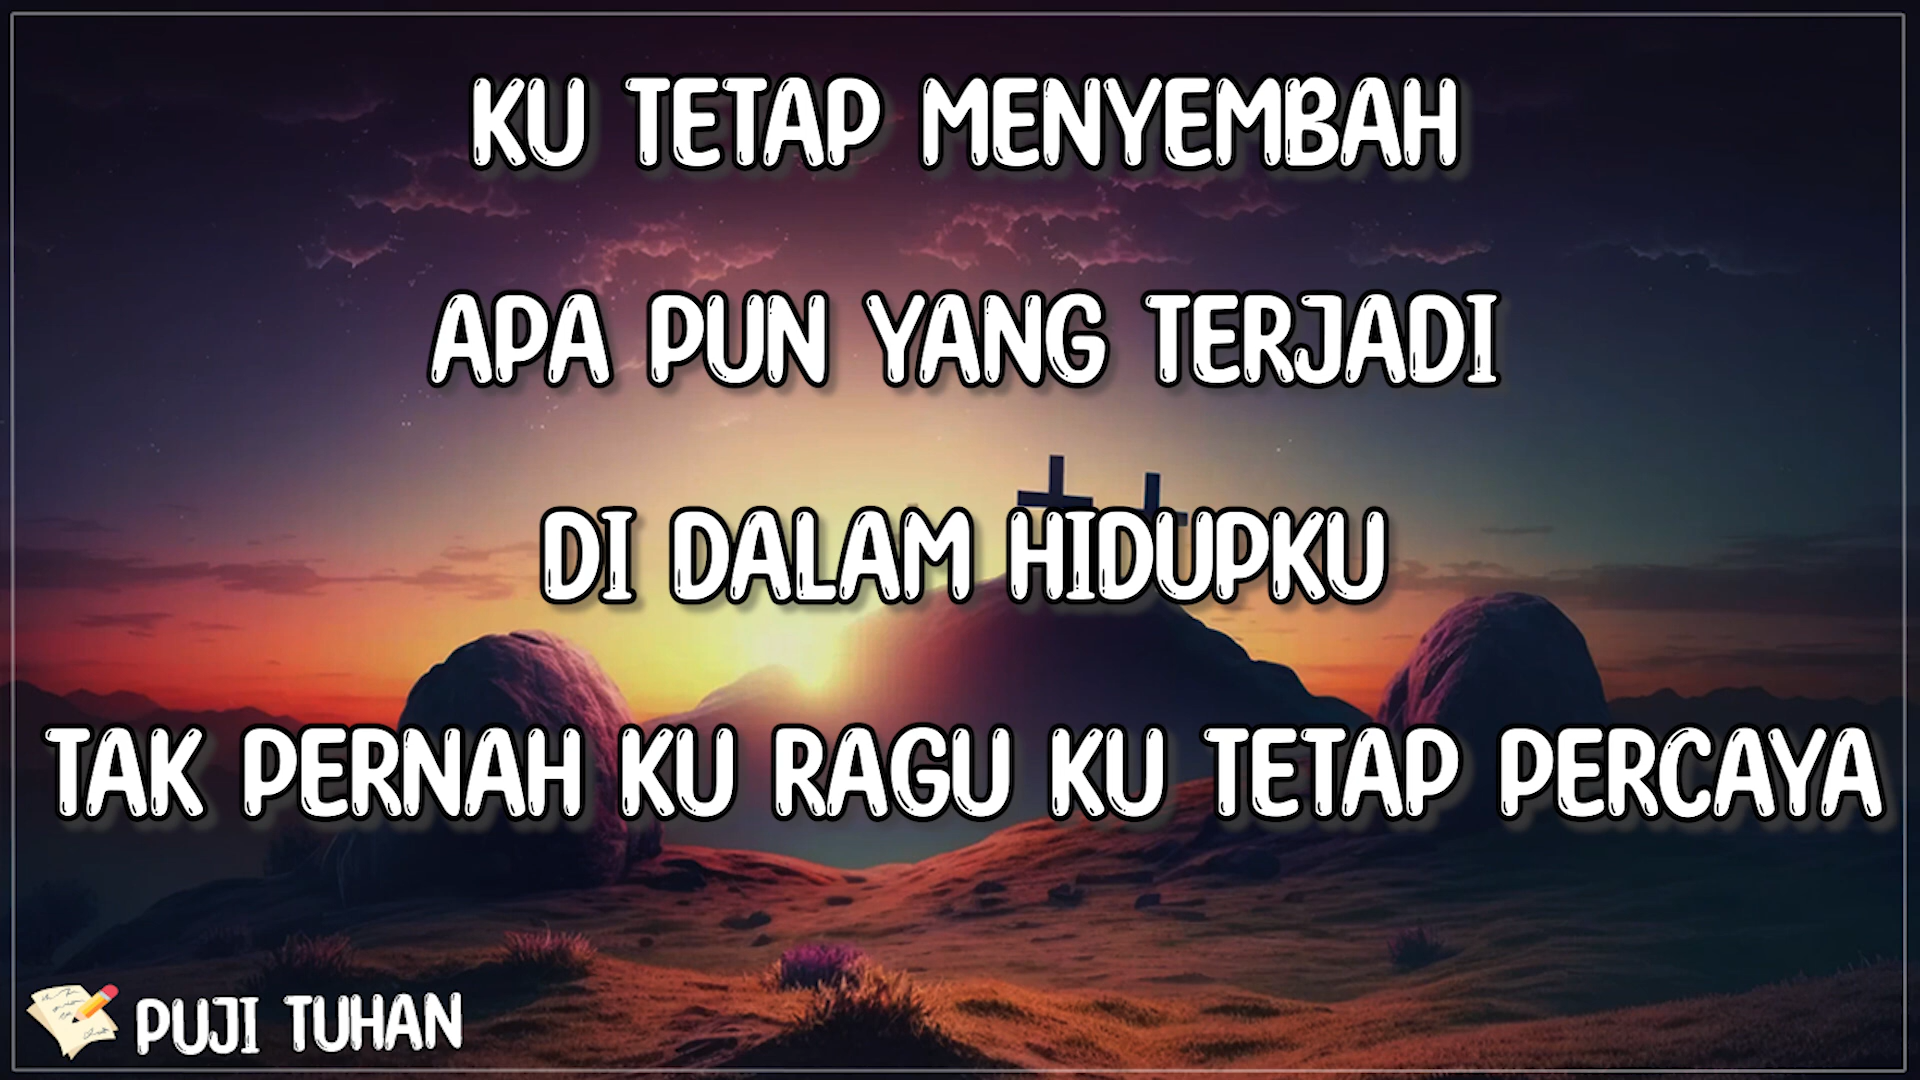 KU TETAP MENYEMBAH
APA PUN YANG TERJADI
DI DALAM HIDUPKU
TAK PERNAH KU RAGU KU TETAP PERCAYA
PUJI TUHAN